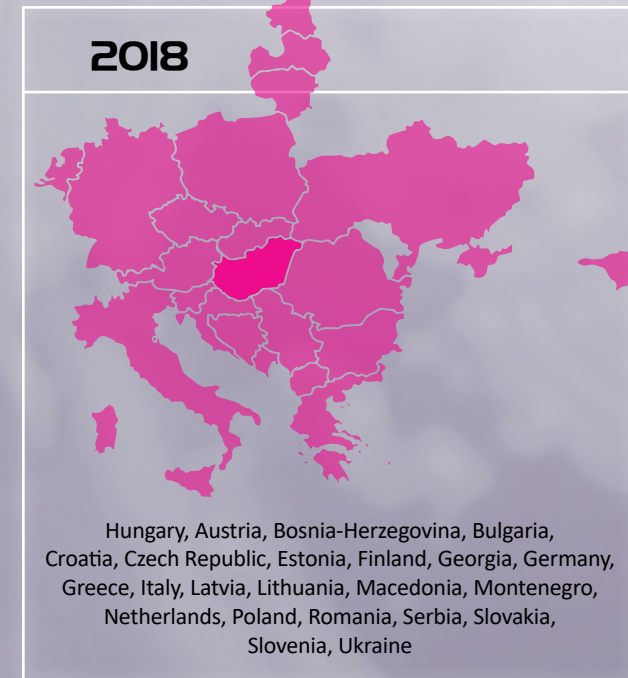 2018
Hungary, Austria, Bosnia-Herzegovina, Bulgaria,
Croatia, Czech Republic, Estonia, Finland, Georgia, Germany,
Greece, Italy, Latvia, Lithuania, Macedonia, Montenegro,
Netherlands, Poland, Romania, Serbia, Slovakia,
Slovenia, Ukraine